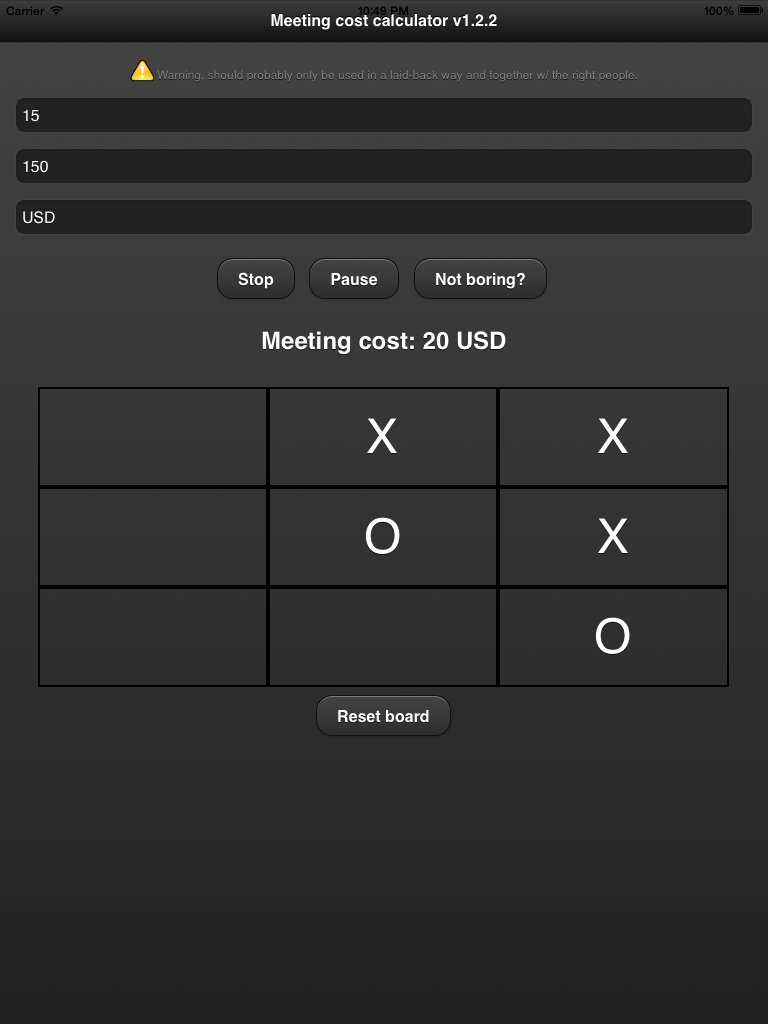 Carrier 10:49 PM 100%
Meeting cost calculator v1.2.2
Warning, should probably only be used in a laid-back way and together w/ the right people.
15
150
USD
Stop Pause Not boring?
Meeting cost: 20 USD
X X
O X
O
Reset board